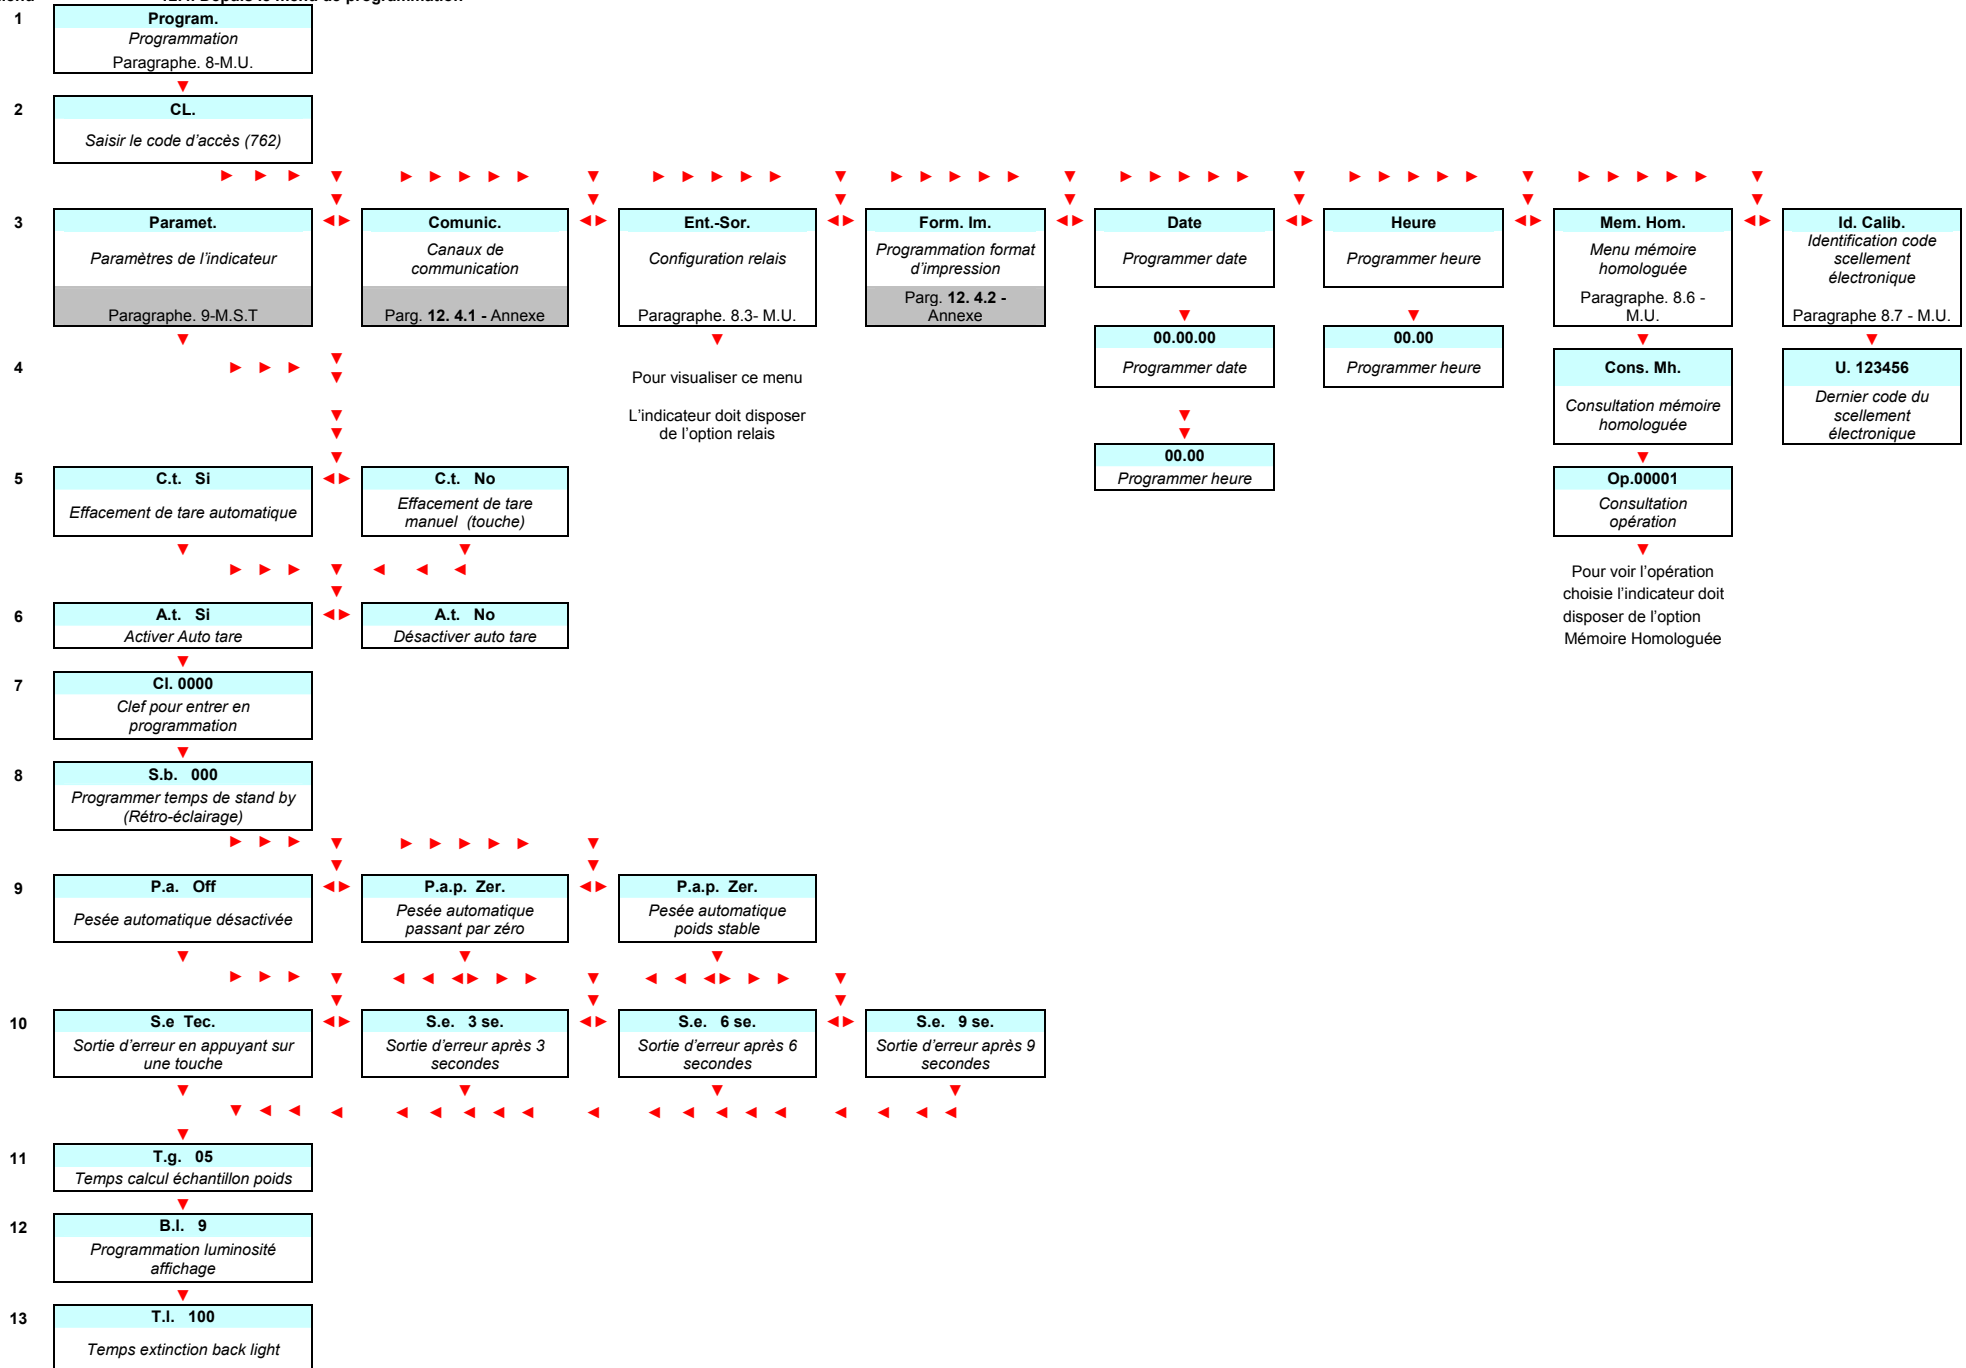 1
Program.
Programmation
Paragraphe. 8-M.U.
2
CL.
Saisir le code d'accès (762)
3
Paramet.
Paramètres de l'indicateur
Paragraphe. 9-M.S.T
Comunic.
Canaux de
communication
Parg. 12. 4.1 - Annexe
Ent.-Sor.
Configuration relais
Paragraphe. 8.3- M.U.
Form. Im.
Programmation format
d'impression
Parg. 12. 4.2 -
Annexe
Date
Programmer date
Heure
Programmer heure
Mem. Hom.
Menu mémoire
homologuée
Paragraphe. 8.6 -
M.U.
Id. Calib.
Identification code
scellement
électronique
Paragraphe 8.7 - M.U.
4
Pour visualiser ce menu
L'indicateur doit disposer
de l'option relais
00.00.00
Programmer date
00.00
Programmer heure
Cons. Mh.
Consultation mémoire
homologuée
U. 123456
Dernier code du
scellement
électronique
5
C.t. Si
Effacement de tare automatique
C.t. No
Effacement de tare
manuel (touche)
00.00
Programmer heure
Op.00001
Consultation
opération
Pour voir l'opération
choisie l'indicateur doit
disposer de l'option
Mémoire Homologuée
6
A.t. Si
Activer Auto tare
A.t. No
Désactiver auto tare
7
Cl. 0000
Clef pour entrer en
programmation
8
S.b. 000
Programmer temps de stand by
(Rétro-éclairage)
9
P.a. Off
Pesée automatique désactivée
P.a.p. Zer.
Pesée automatique
passant par zéro
P.a.p. Zer.
Pesée automatique
poids stable
10
S.e Tec.
Sortie d'erreur en appuyant sur
une touche
S.e. 3 se.
Sortie d'erreur après 3
secondes
S.e. 6 se.
Sortie d'erreur après 6
secondes
S.e. 9 se.
Sortie d'erreur après 9
secondes
11
T.g. 05
Temps calcul échantillon poids
12
B.l. 9
Programmation luminosité
affichage
13
T.l. 100
Temps extinction back light